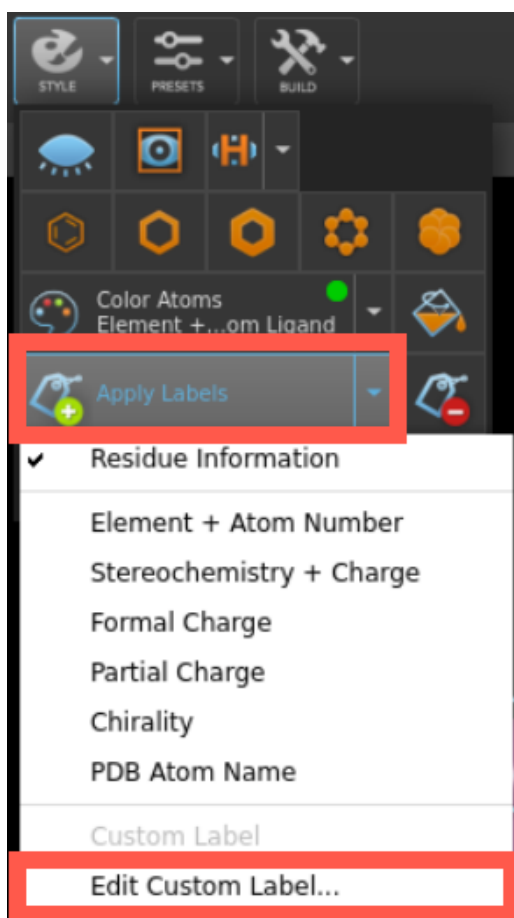 STYLE
PRESETS
BUILD
Color Atoms
Element +...om Ligand
Apply Labels
Residue Information
Element + Atom Number
Stereochemistry + Charge
Formal Charge
Partial Charge
Chirality
PDB Atom Name
Custom Label
Edit Custom Label...